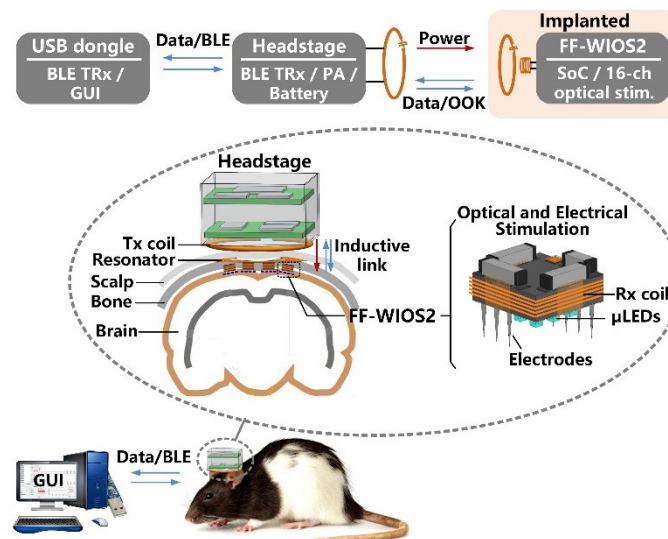 Implanted
USB dongle
BLE TRx /
GUI
Data/BLE
Headstage
BLE TRx / PA /
Battery
Power
Data/OOK
FF-WIOS2
SoC / 16-ch
optical stim.
Headstage
Tx coil
Resonator
Scalp
Bone
Brain
Inductive
link
FF-WIOS2
Optical and Electrical
Stimulation
Rx coil
μLEDs
Electrodes
GUI
Data/BLE